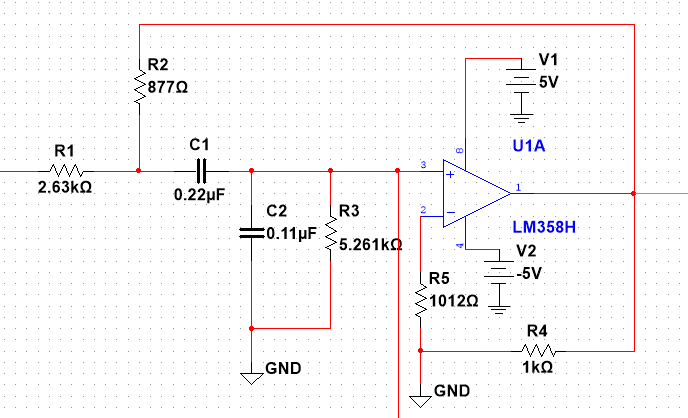 R2
877Ω
V1
5V
R1
2.63kΩ
C1
0.22µF
U1A
8
3
1
2
4
C2
0.11µF
R3
5.261kΩ
LM358H
V2
-5V
R5
1012Ω
R4
1kΩ
GND
GND